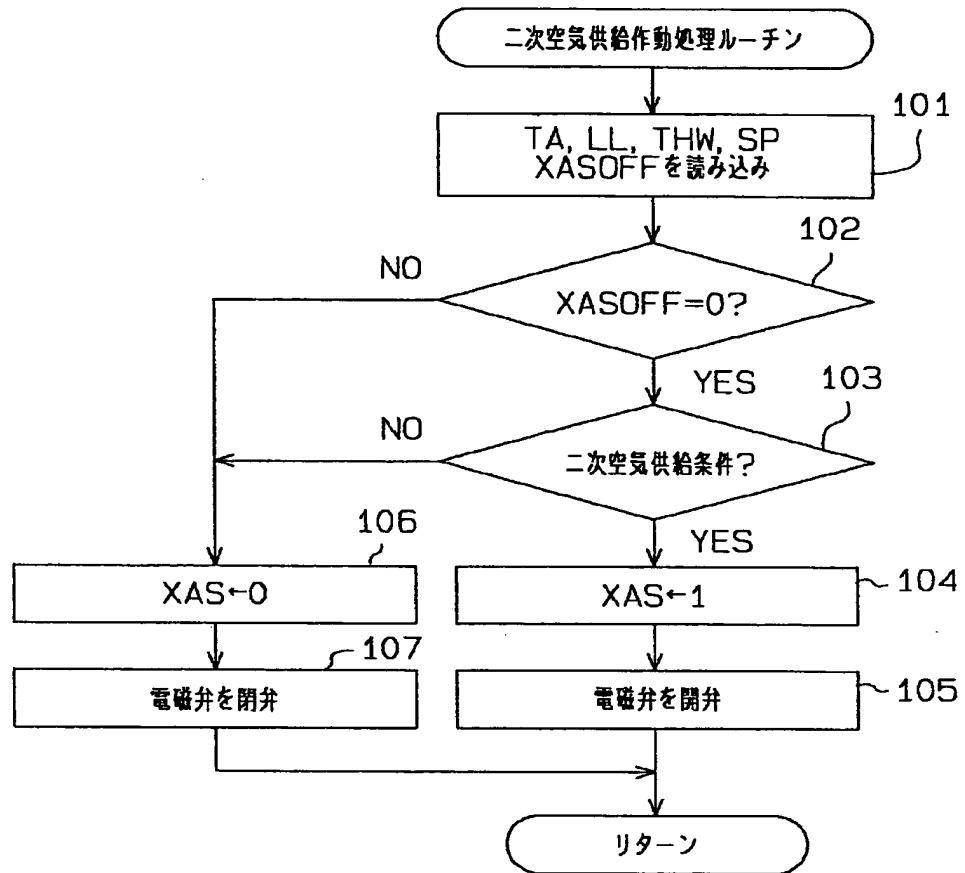 二次空気供給作動処理ルーチン
101
TA, LL, THW, SP
XASOFFを読み込み
102
NO
XASOFF=0?
YES
103
NO
二次空気供給条件?
YES
106
XAS←0
XAS←1
104
107
電磁弁を閉弁
電磁弁を開弁
105
リターン